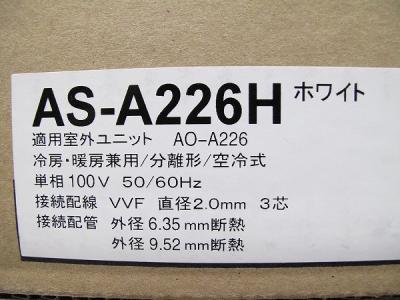 AS-A226H ホワイト
適用室外ユニット AO-A226
冷房・暖房兼用/分離形/空冷式
単相100V 50/60Hz
接続配線 VVF 直径2.0mm 3芯
接続配管 外径6.35mm断熱
外径9.52mm断熱